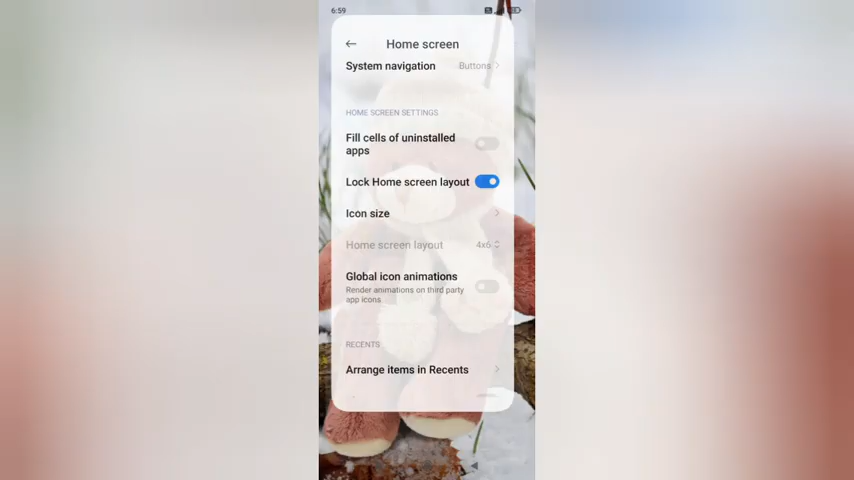 6:59
Home screen
System navigation Buttons
HOME SCREEN SETTINGS
Fill cells of uninstalled
apps
Lock Home screen layout
Icon size
Home screen layout 4x6
Global icon animations
Render animations on third party
app icons
RECENTS
Arrange items in Recents